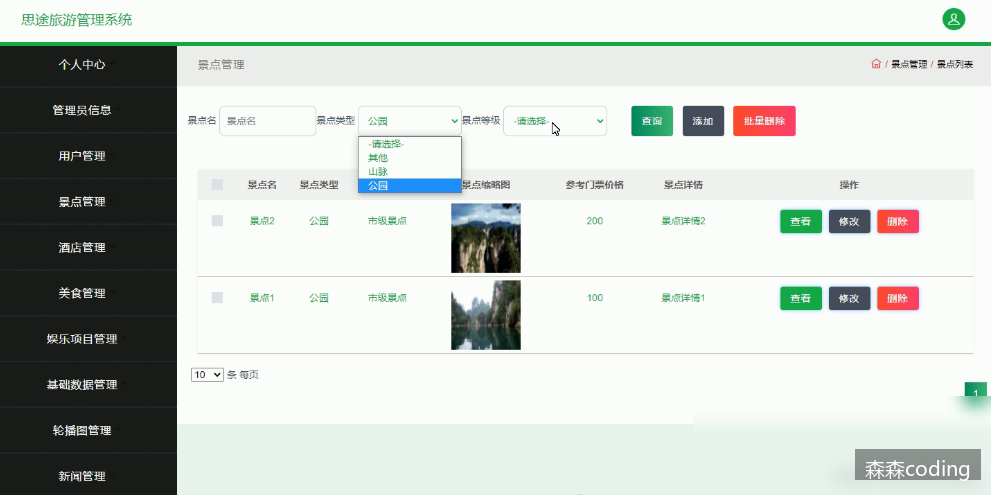 思途旅游管理系统
个人中心
管理员信息
用户管理
景点管理
酒店管理
美食管理
娱乐项目管理
基础数据管理
轮播图管理
新闻管理
景点管理
/ 景点管理 / 景点列表
景点名 景点名 景点类型 公园 景点等级 -请选择- 查询 添加 批量删除
-请选择-
其他
山脉
公园
景点名 景点类型 景点缩略图 参考门票价格 景点详情 操作
景点2 公园 市级景点 200 景点详情2 查看 修改 删除
景点1 公园 市级景点 100 景点详情1 查看 修改 删除
10 条 每页
1
森森coding